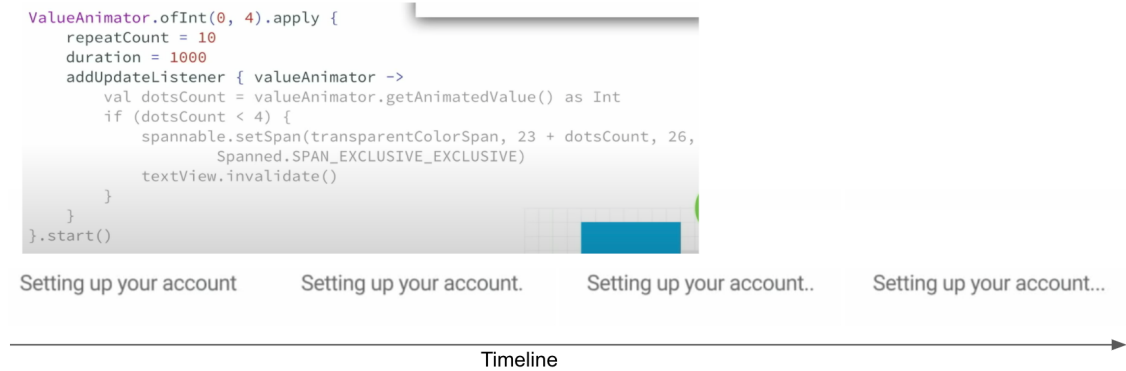 ValueAnimator.ofInt(0, 4).apply {
    repeatCount = 10
    duration = 1000
    addUpdateListener { valueAnimator ->
        val dotsCount = valueAnimator.getAnimatedValue() as Int
        if (dotsCount < 4) {
            spannable.setSpan(transparentColorSpan, 23 + dotsCount, 26,
                    Spanned.SPAN_EXCLUSIVE_EXCLUSIVE)
            textView.invalidate()
        }
    }
}.start()
Setting up your account Setting up your account. Setting up your account.. Setting up your account...
Timeline